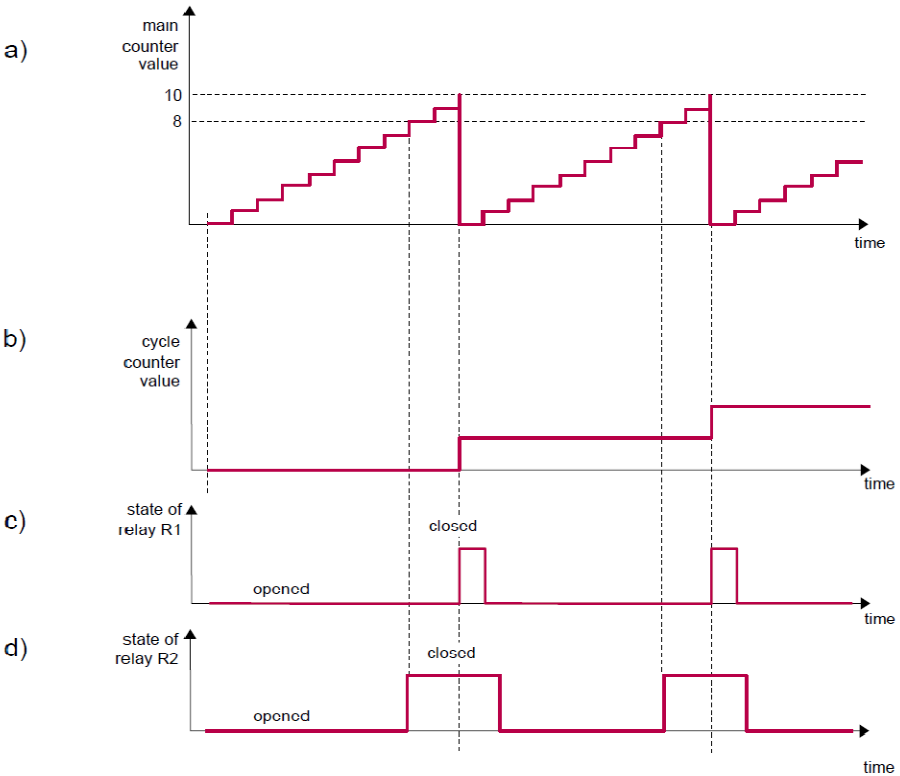 a)
main
counter
value
10
8
time
b)
cycle
counter
value
time
c)
state of
relay R1
closed
opened
time
d)
state of
relay R2
closed
opened
time